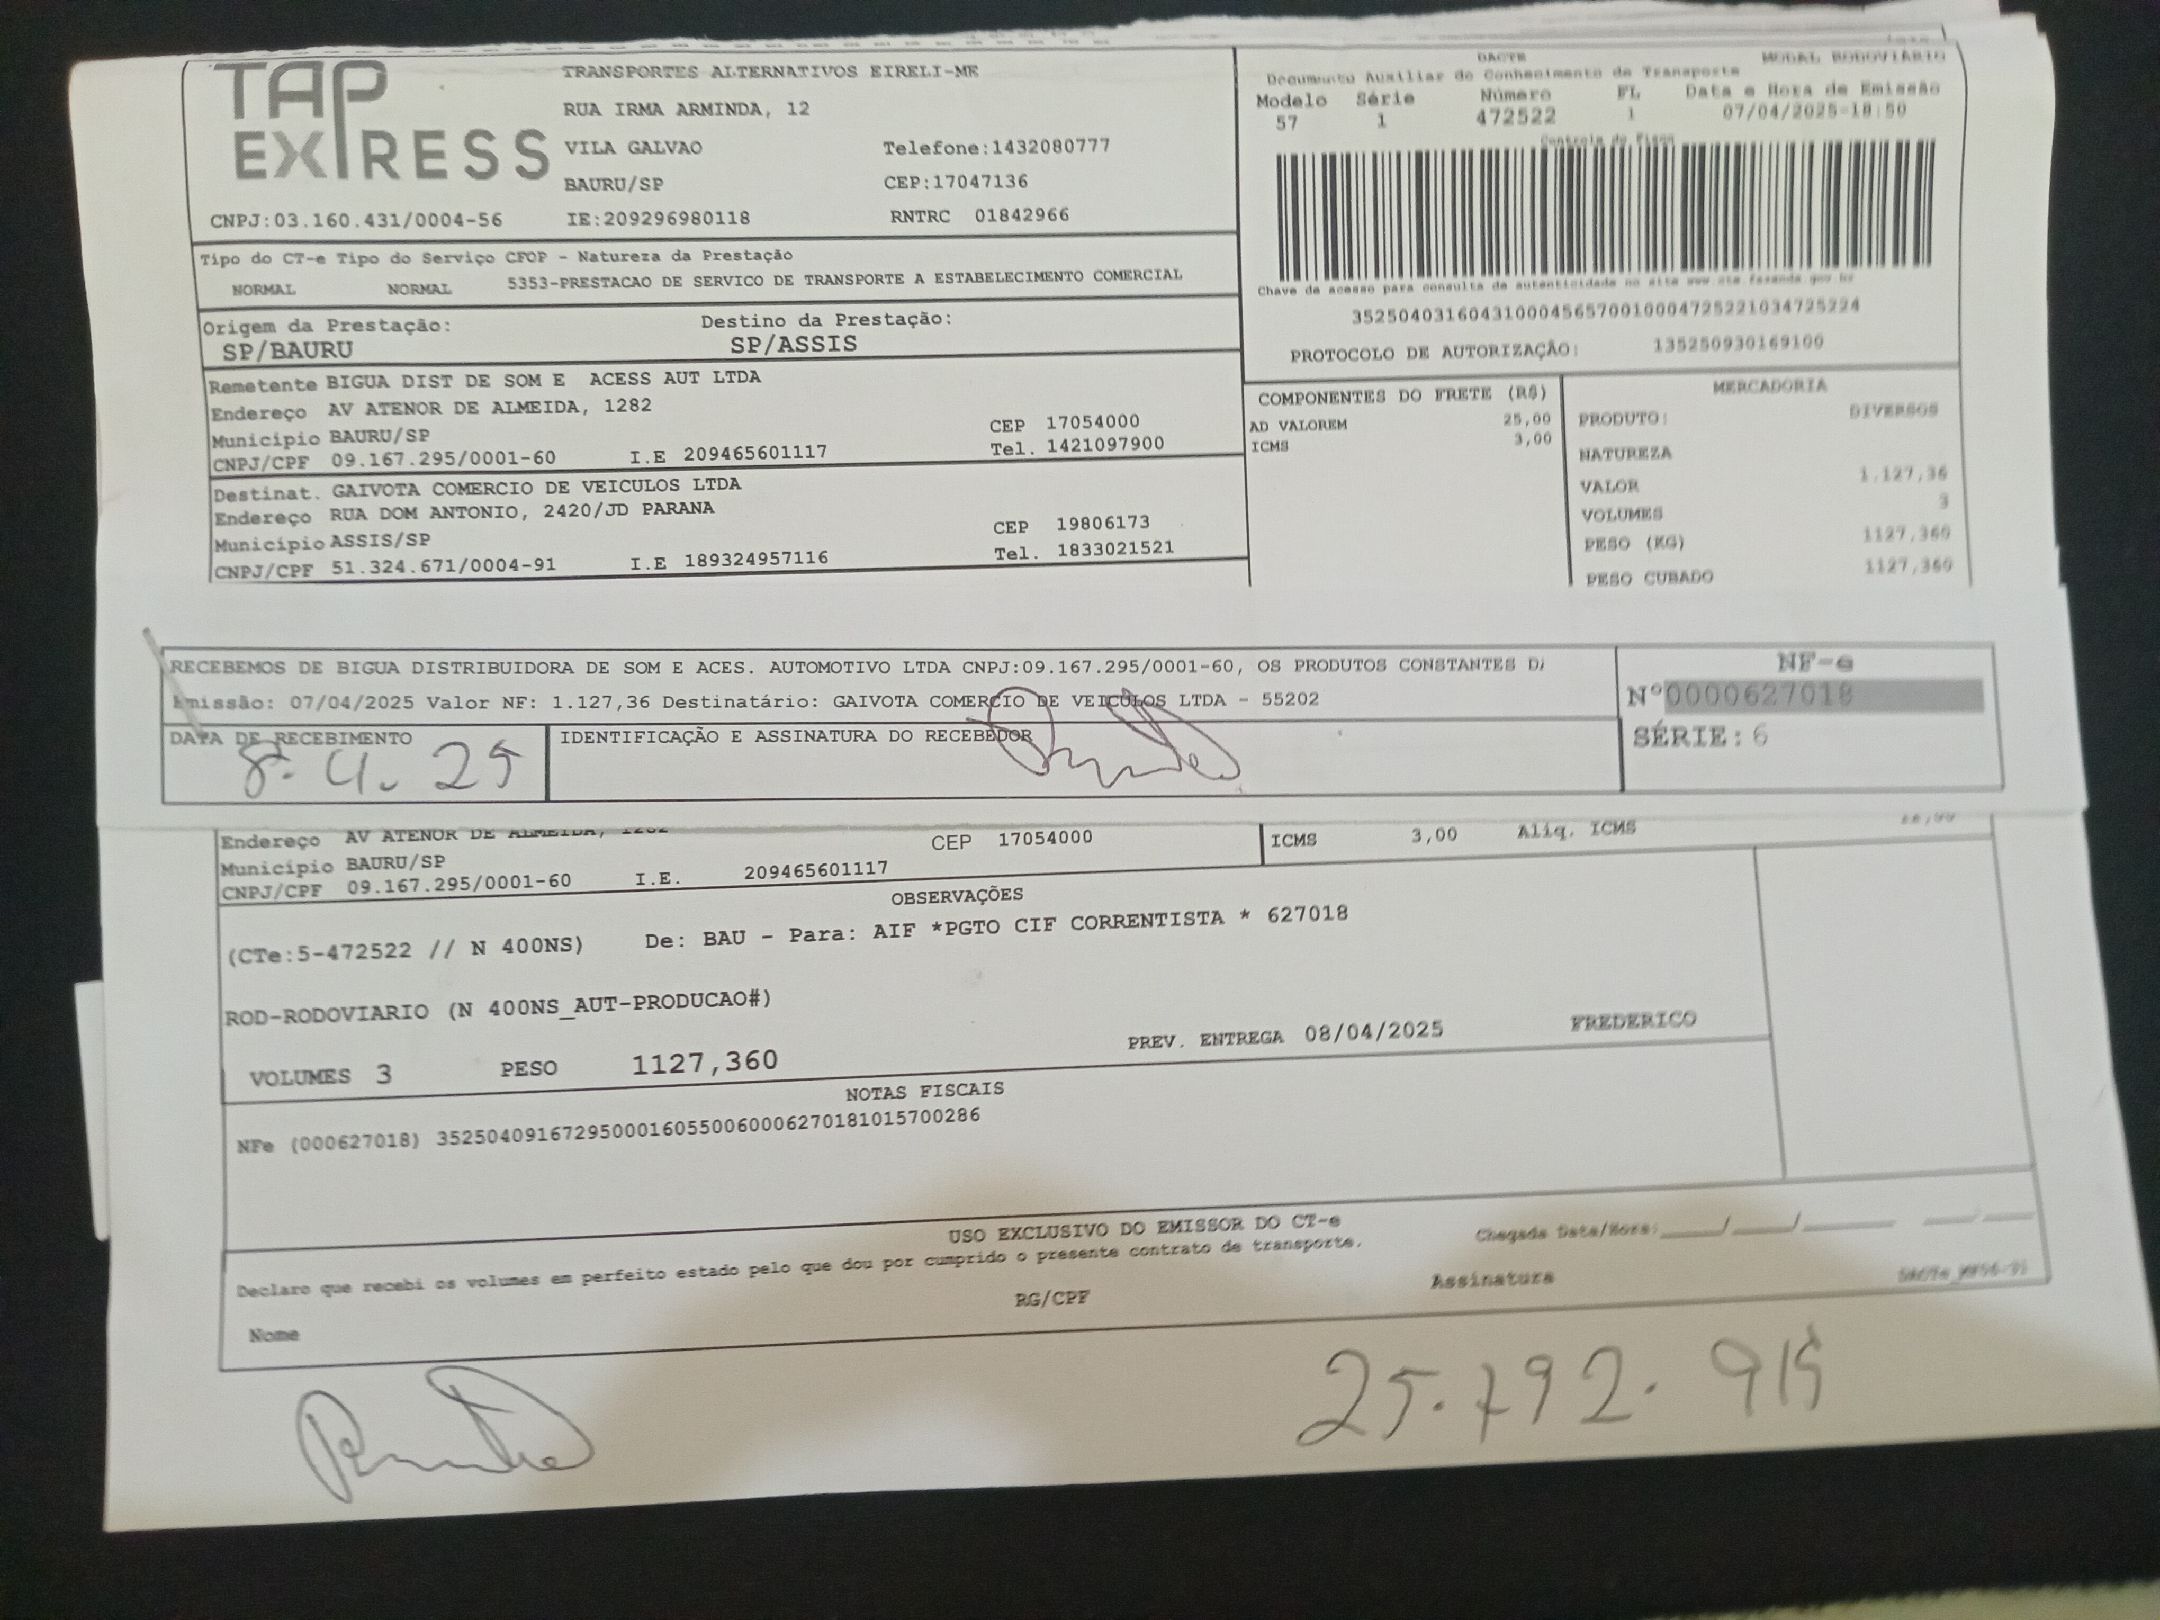 TAP EXPRESS
TRANSPORTES ALTERNATIVOS EIRELI-ME
RUA IRMA ARMINDA, 12
VILA GALVAO Telefone:1432080777
BAURU/SP CEP:17047136
CNPJ:03.160.431/0004-56 IE:209296980118 RNTRC 01842966
DACTE MODAL RODOVIÁRIO
Documento Auxiliar de Conhecimento de Transporte
Modelo Série Número FL Data e Hora de Emissão
57 1 472522 1 07/04/2025-18:50
Controle do Fisco
Chave de acesso para consulta de autenticidade no site www.cte.fazenda.gov.br
35250403160431000456570010004725221034725224
PROTOCOLO DE AUTORIZAÇÃO: 135250930169100
Tipo do CT-e Tipo do Serviço CFOP - Natureza da Prestação
NORMAL NORMAL 5353-PRESTACAO DE SERVICO DE TRANSPORTE A ESTABELECIMENTO COMERCIAL
Origem da Prestação: Destino da Prestação:
SP/BAURU SP/ASSIS
Remetente BIGUA DIST DE SOM E ACESS AUT LTDA
Endereço AV ATENOR DE ALMEIDA, 1282
Município BAURU/SP CEP 17054000
CNPJ/CPF 09.167.295/0001-60 I.E 209465601117 Tel. 1421097900
Destinat. GAIVOTA COMERCIO DE VEICULOS LTDA
Endereço RUA DOM ANTONIO, 2420/JD PARANA
Município ASSIS/SP CEP 19806173
CNPJ/CPF 51.324.671/0004-91 I.E 189324957116 Tel. 1833021521
COMPONENTES DO FRETE (R$)
AD VALOREM 25,00
ICMS 3,00
MERCADORIA
PRODUTO: DIVERSOS
NATUREZA
VALOR 1.127,36
VOLUMES 3
PESO (KG) 1127,360
PESO CUBADO 1127,360
RECEBEMOS DE BIGUA DISTRIBUIDORA DE SOM E ACES. AUTOMOTIVO LTDA CNPJ:09.167.295/0001-60, OS PRODUTOS CONSTANTES DA
Emissão: 07/04/2025 Valor NF: 1.127,36 Destinatário: GAIVOTA COMERCIO DE VEICULOS LTDA - 55202
DATA DE RECEBIMENTO IDENTIFICAÇÃO E ASSINATURA DO RECEBEDOR
8. 4. 25
NF-e
Nº0000627018
SÉRIE: 6
Endereço AV ATENOR DE ALMEIDA, 1282 CEP 17054000
Município BAURU/SP
CNPJ/CPF 09.167.295/0001-60 I.E. 209465601117
ICMS 3,00 Aliq. ICMS
OBSERVAÇÕES
(CTe:5-472522 // N 400NS) De: BAU - Para: AIF *PGTO CIF CORRENTISTA * 627018
ROD-RODOVIARIO (N 400NS_AUT-PRODUCAO#)
VOLUMES 3 PESO 1127,360 PREV. ENTREGA 08/04/2025 FREDERICO
NOTAS FISCAIS
NFe (000627018) 35250409167295000160550060006270181015700286
USO EXCLUSIVO DO EMISSOR DO CT-e
Declaro que recebi os volumes em perfeito estado pelo que dou por cumprido o presente contrato de transporte. Chegada Data/Hora:
Nome RG/CPF Assinatura
25.792.915